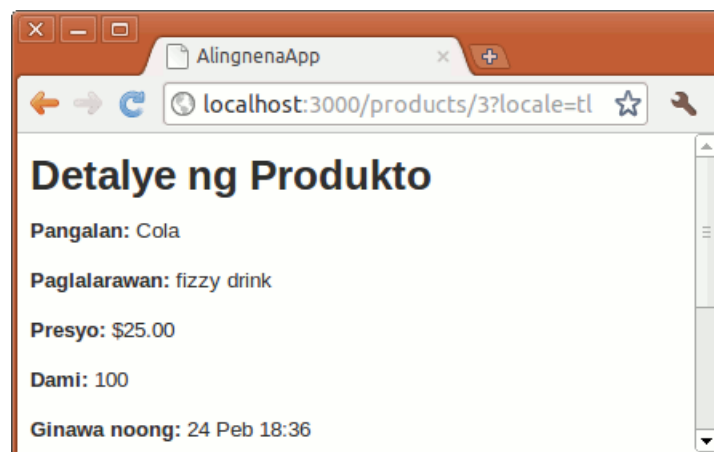 AlingnenaApp
localhost:3000/products/3?locale=tl
Detalye ng Produkto
Pangalan: Cola
Paglalarawan: fizzy drink
Presyo: $25.00
Dami: 100
Ginawa noong: 24 Peb 18:36